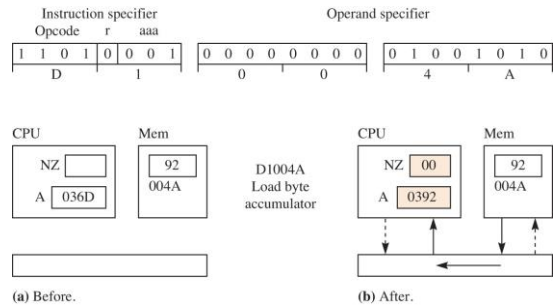 Instruction specifier Operand specifier
Opcode r aaa
1 1 0 1 0 0 0 1 0 0 0 0 0 0 0 0 0 1 0 0 1 0 1 0
D 1 0 0 4 A
CPU Mem CPU Mem
NZ 92 NZ 00 92
004A D1004A 004A
A 036D Load byte A 0392
accumulator
(a) Before. (b) After.